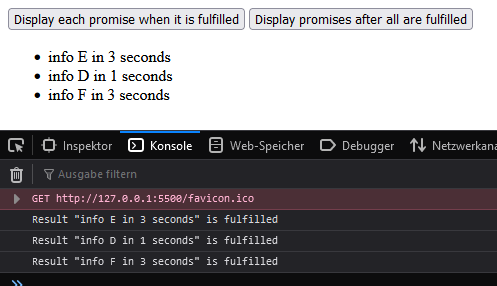 Display each promise when it is fulfilled Display promises after all are fulfilled
• info E in 3 seconds
• info D in 1 seconds
• info F in 3 seconds
Inspektor Konsole Web-Speicher Debugger Netzwerkana
Ausgabe filtern
GET http://127.0.0.1:5500/favicon.ico
Result "info E in 3 seconds" is fulfilled
Result "info D in 1 seconds" is fulfilled
Result "info F in 3 seconds" is fulfilled